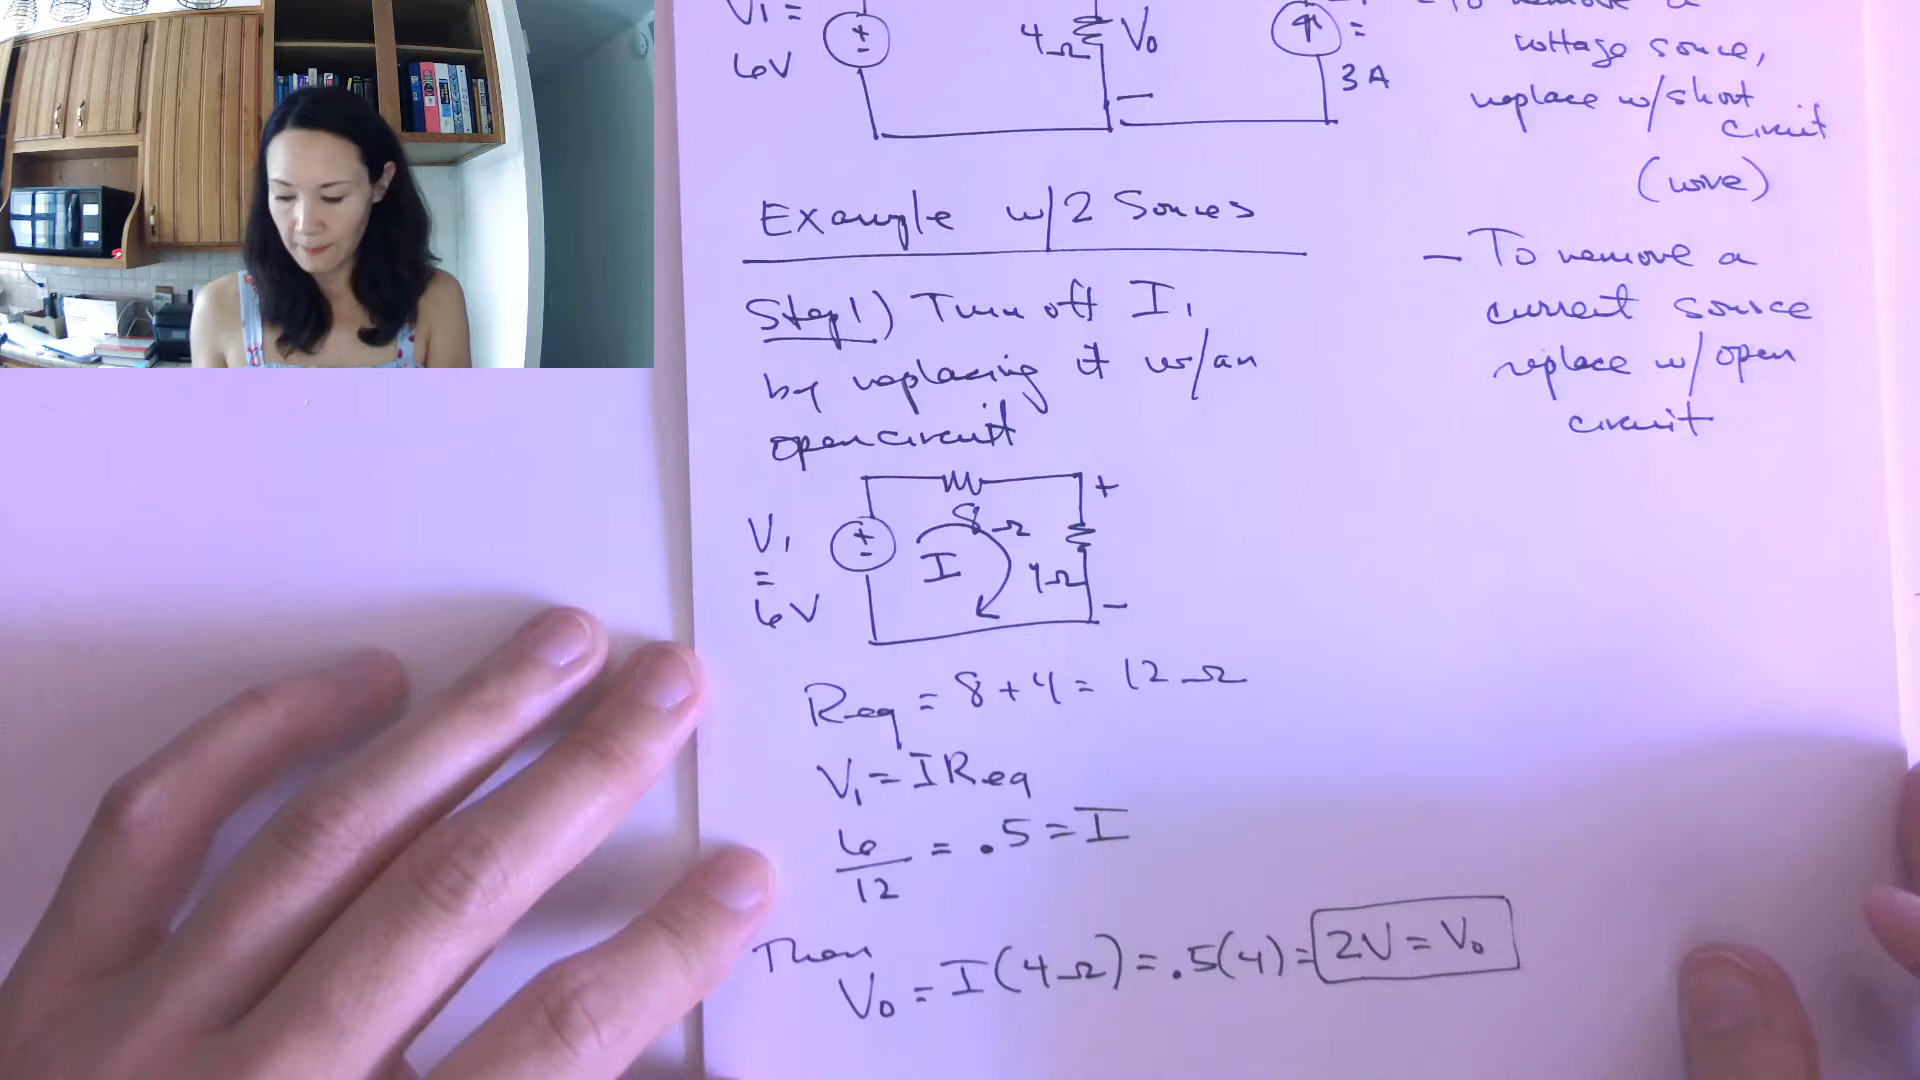 V1 =
6V
4Ω
V0
=
3A
- To remove a
voltage source,
replace w/short
circuit
(wire)
Example w/2 Sources
Step 1) Turn off I1
by replacing it w/an
open circuit
- To remove a
current source
replace w/ open
circuit
V1
=
6V
+
-
I
8Ω
4Ω
+
-
Req = 8+4 = 12Ω
V1 = IReq
6/12 = .5 = I
Then
V0 = I(4Ω) = .5(4) = 2V = V0